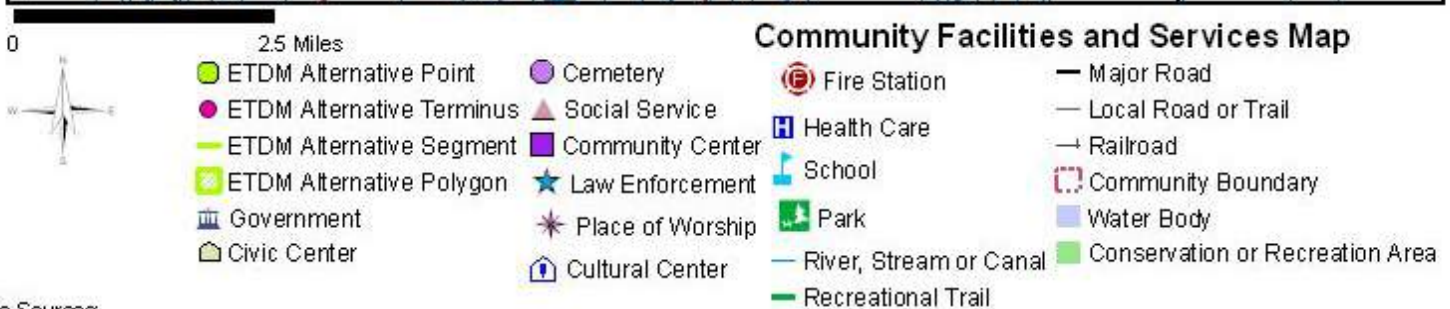 0 2.5 Miles
Community Facilities and Services Map
N
W E
S
ETDM Alternative Point
ETDM Alternative Terminus
ETDM Alternative Segment
ETDM Alternative Polygon
Government
Civic Center
Cemetery
Social Service
Community Center
Law Enforcement
Place of Worship
Cultural Center
F Fire Station
H Health Care
School
Park
River, Stream or Canal
Recreational Trail
Major Road
Local Road or Trail
Railroad
Community Boundary
Water Body
Conservation or Recreation Area
Sources: